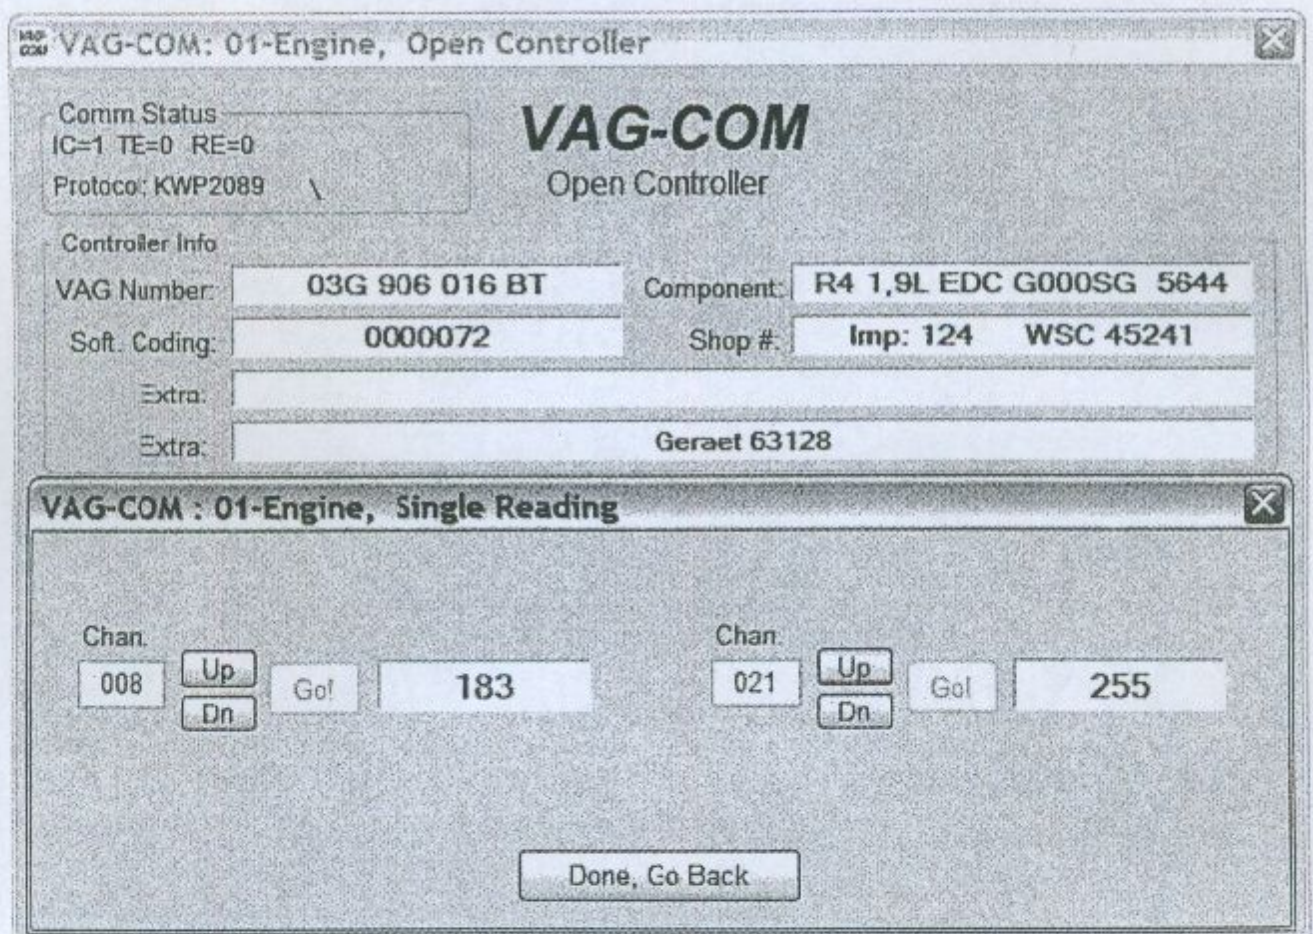 VAG-COM VAG-COM: 01-Engine, Open Controller
Comm Status
IC=1 TE=0 RE=0
Protocol: KWP2089 \
VAG-COM
Open Controller
Controller Info
VAG Number: 03G 906 016 BT Component: R4 1,9L EDC G000SG 5644
Soft. Coding: 0000072 Shop #: Imp: 124 WSC 45241
Extra:
Extra: Geraet 63128
VAG-COM : 01-Engine, Single Reading
Chan. Chan.
008 Up Dn Go! 183 021 Up Dn Go! 255
Done, Go Back